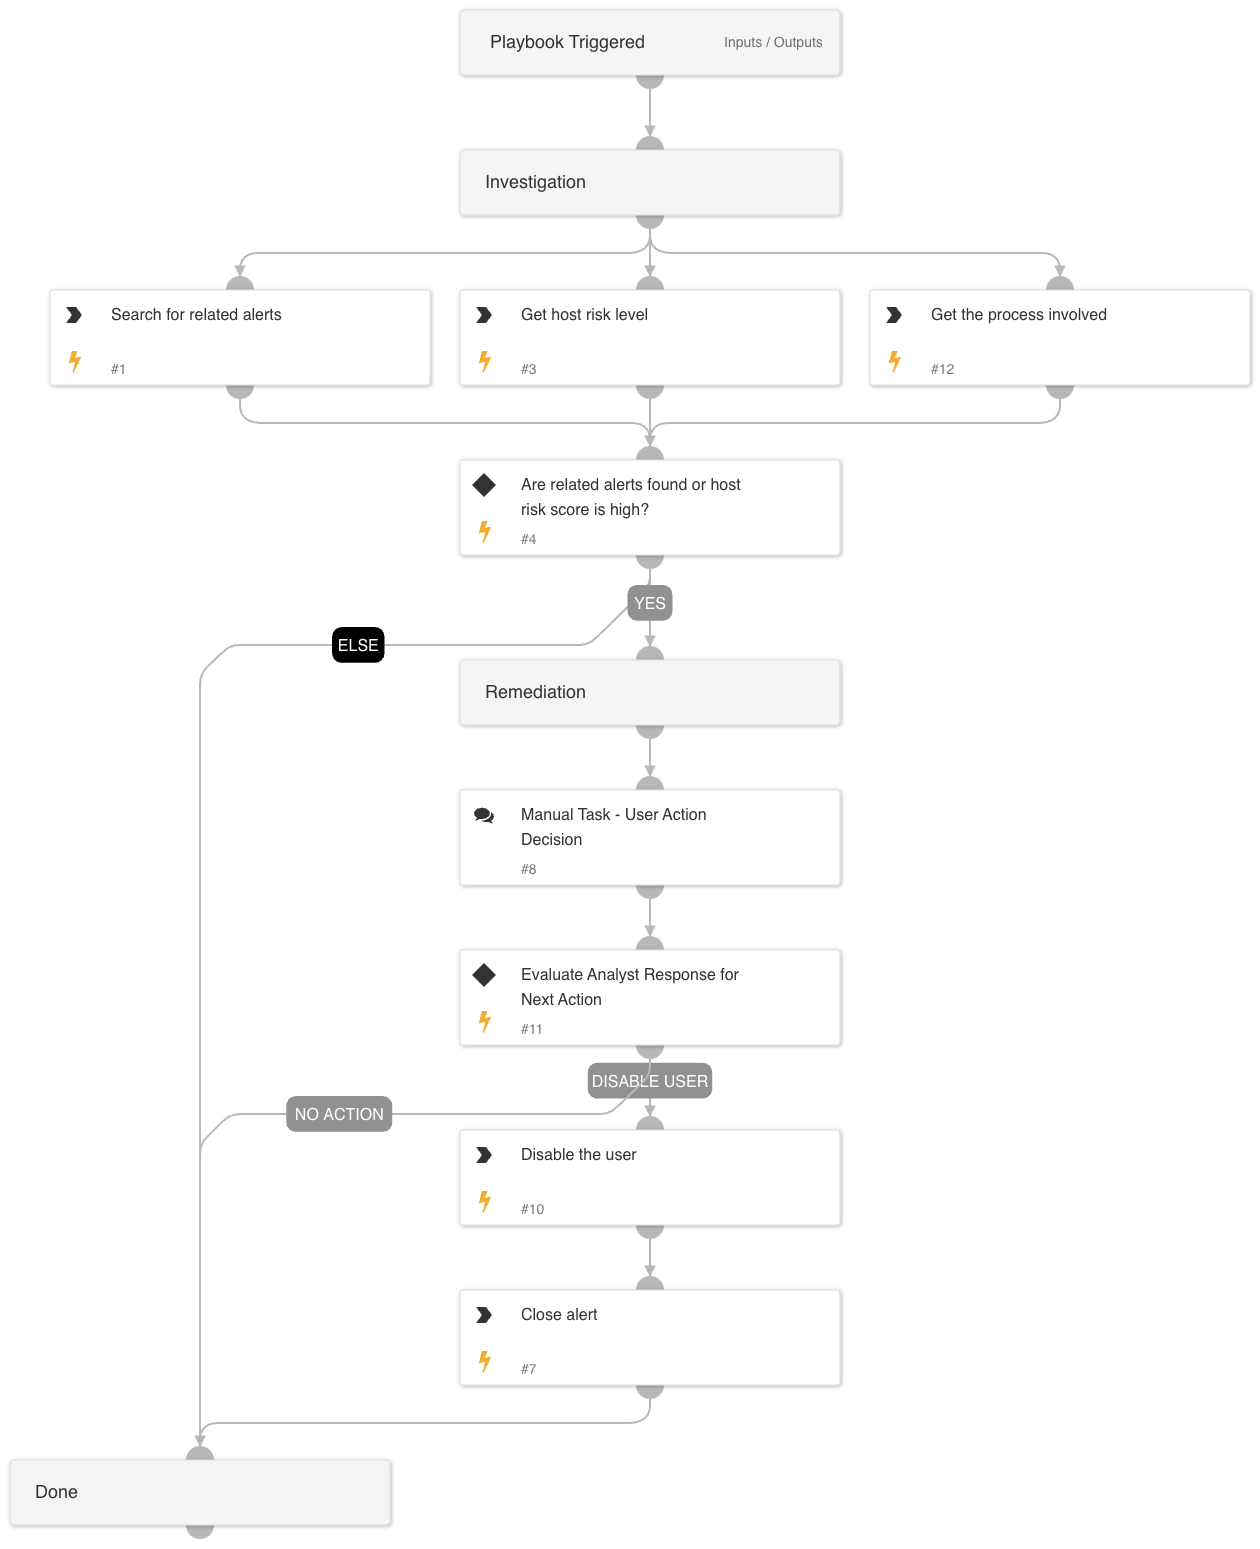 Playbook Triggered
Inputs / Outputs
Investigation
Search for related alerts
#1
Get host risk level
#3
Get the process involved
#12
Are related alerts found or host
risk score is high?
#4
YES
ELSE
Remediation
Manual Task - User Action
Decision
#8
Evaluate Analyst Response for
Next Action
#11
DISABLE USER
NO ACTION
Disable the user
#10
Close alert
#7
Done